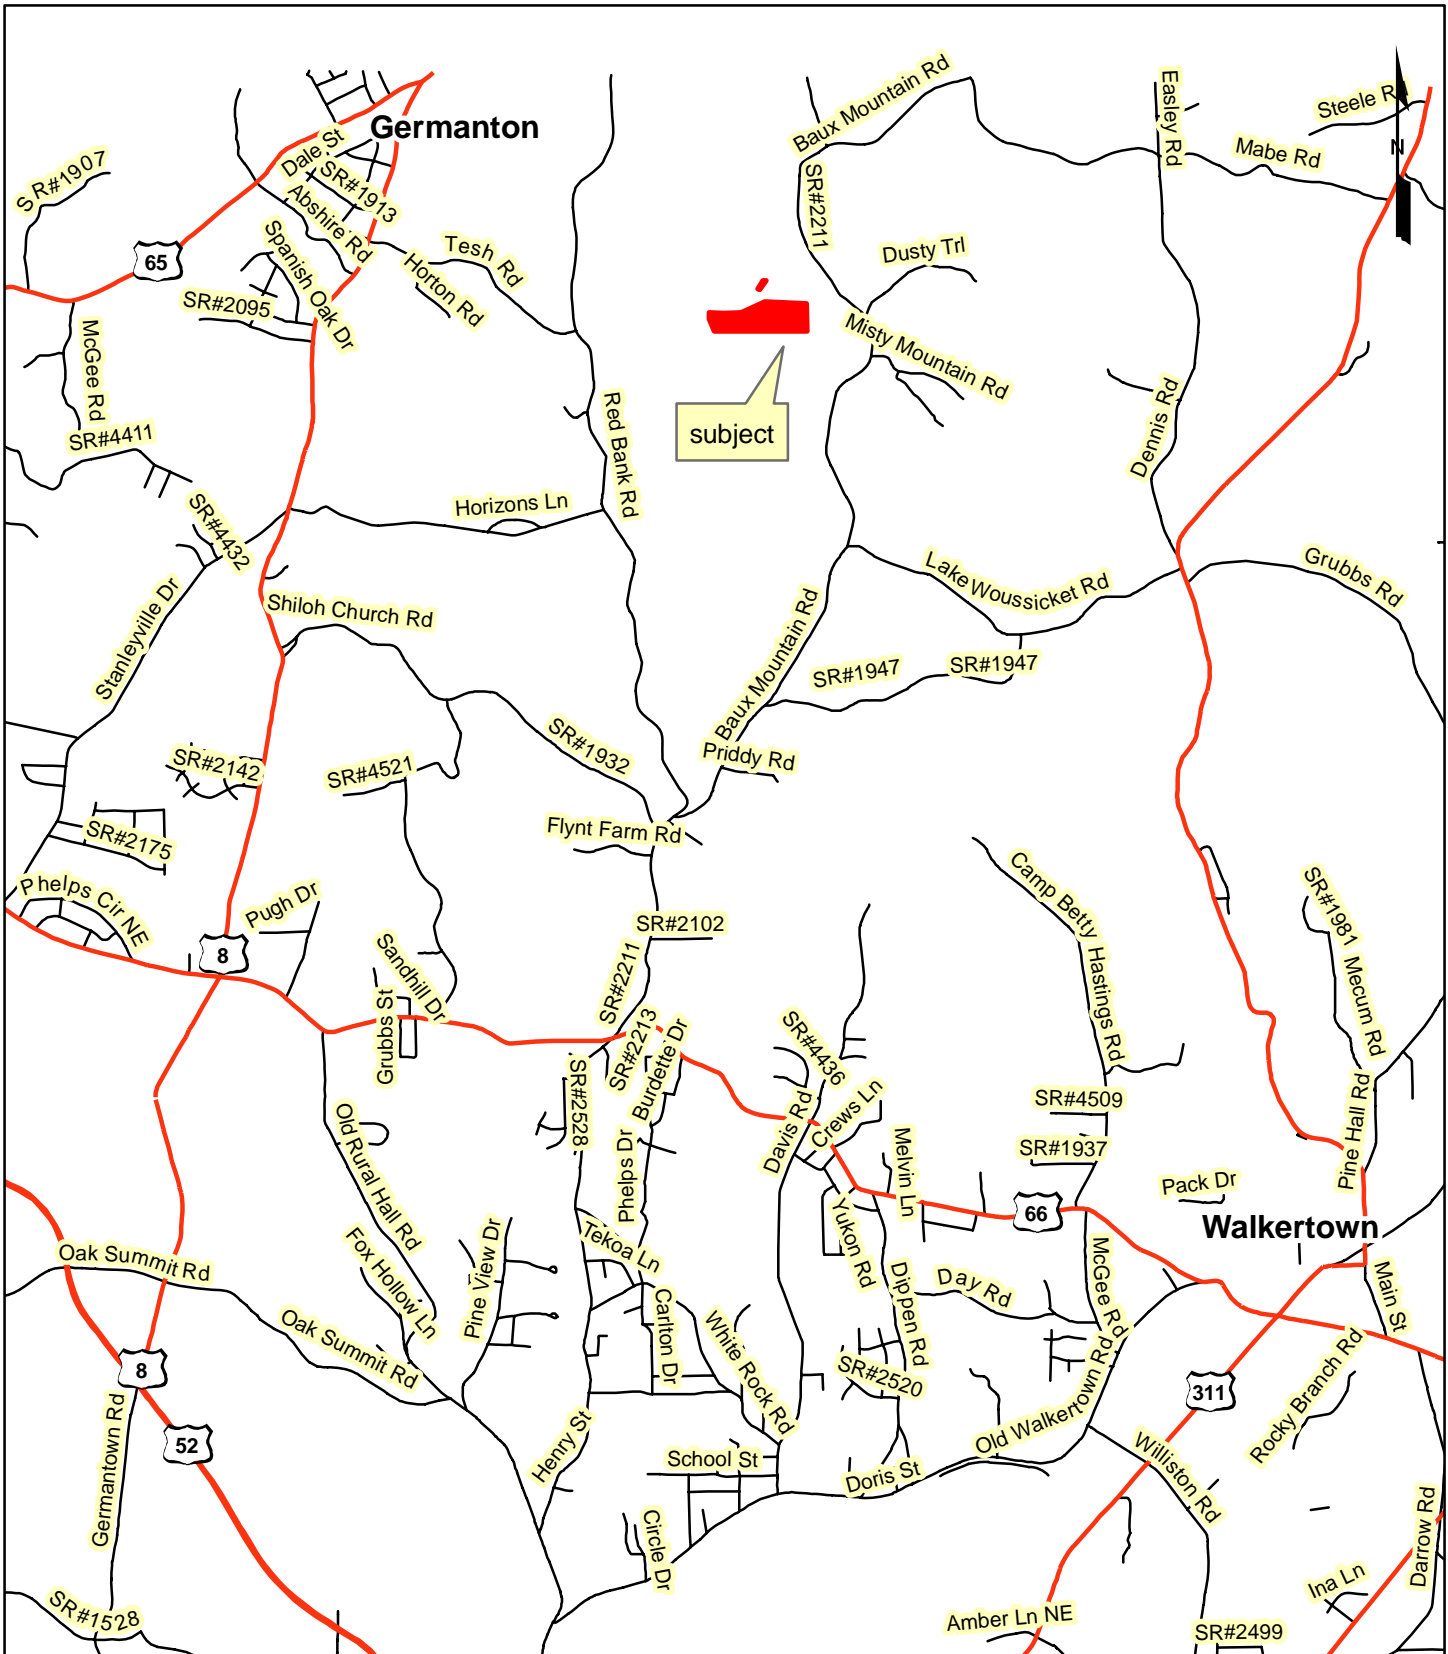 Baux Mountain Rd
Easley Rd
Steele Rd
N
Germanton
Dale St
Mabe Rd
S R#1907
SR#1913
SR#2211
Abshire Rd
Spanish Oak Dr
Tesh Rd
Dusty Trl
65
Horton Rd
SR#2095
McGee Rd
Misty Mountain Rd
subject
Red Bank Rd
Dennis Rd
SR#4411
SR#4432
Horizons Ln
Lake Woussicket Rd
Grubbs Rd
Stanleyville Dr
Shiloh Church Rd
Baux Mountain Rd
SR#1947
SR#1947
SR#1932
Priddy Rd
SR#2142
SR#4521
SR#2175
Flynt Farm Rd
Phelps Cir NE
Pugh Dr
Camp Betty Hastings Rd
SR#1981
Mecum Rd
SR#2102
8
Sandhill Dr
SR#2211
Grubbs St
SR#2213
Burdette Dr
SR#4436
SR#2528
Crews Ln
Davis Rd
SR#4509
Pine Hall Rd
Old Rural Hall Rd
Phelps Dr
Melvin Ln
SR#1937
Pack Dr
66
Walkertown
Yukon Rd
Tekoa Ln
Pine View Dr
Fox Hollow Ln
Oak Summit Rd
Dippen Rd
Day Rd
McGee Rd
Main St
Carlton Dr
White Rock Rd
Oak Summit Rd
8
SR#2520
311
Rocky Branch Rd
Old Walkertown Rd
Germantown Rd
52
Henry St
School St
Doris St
Williston Rd
Circle Dr
Darrow Rd
Ina Ln
SR#1528
Amber Ln NE
SR#2499